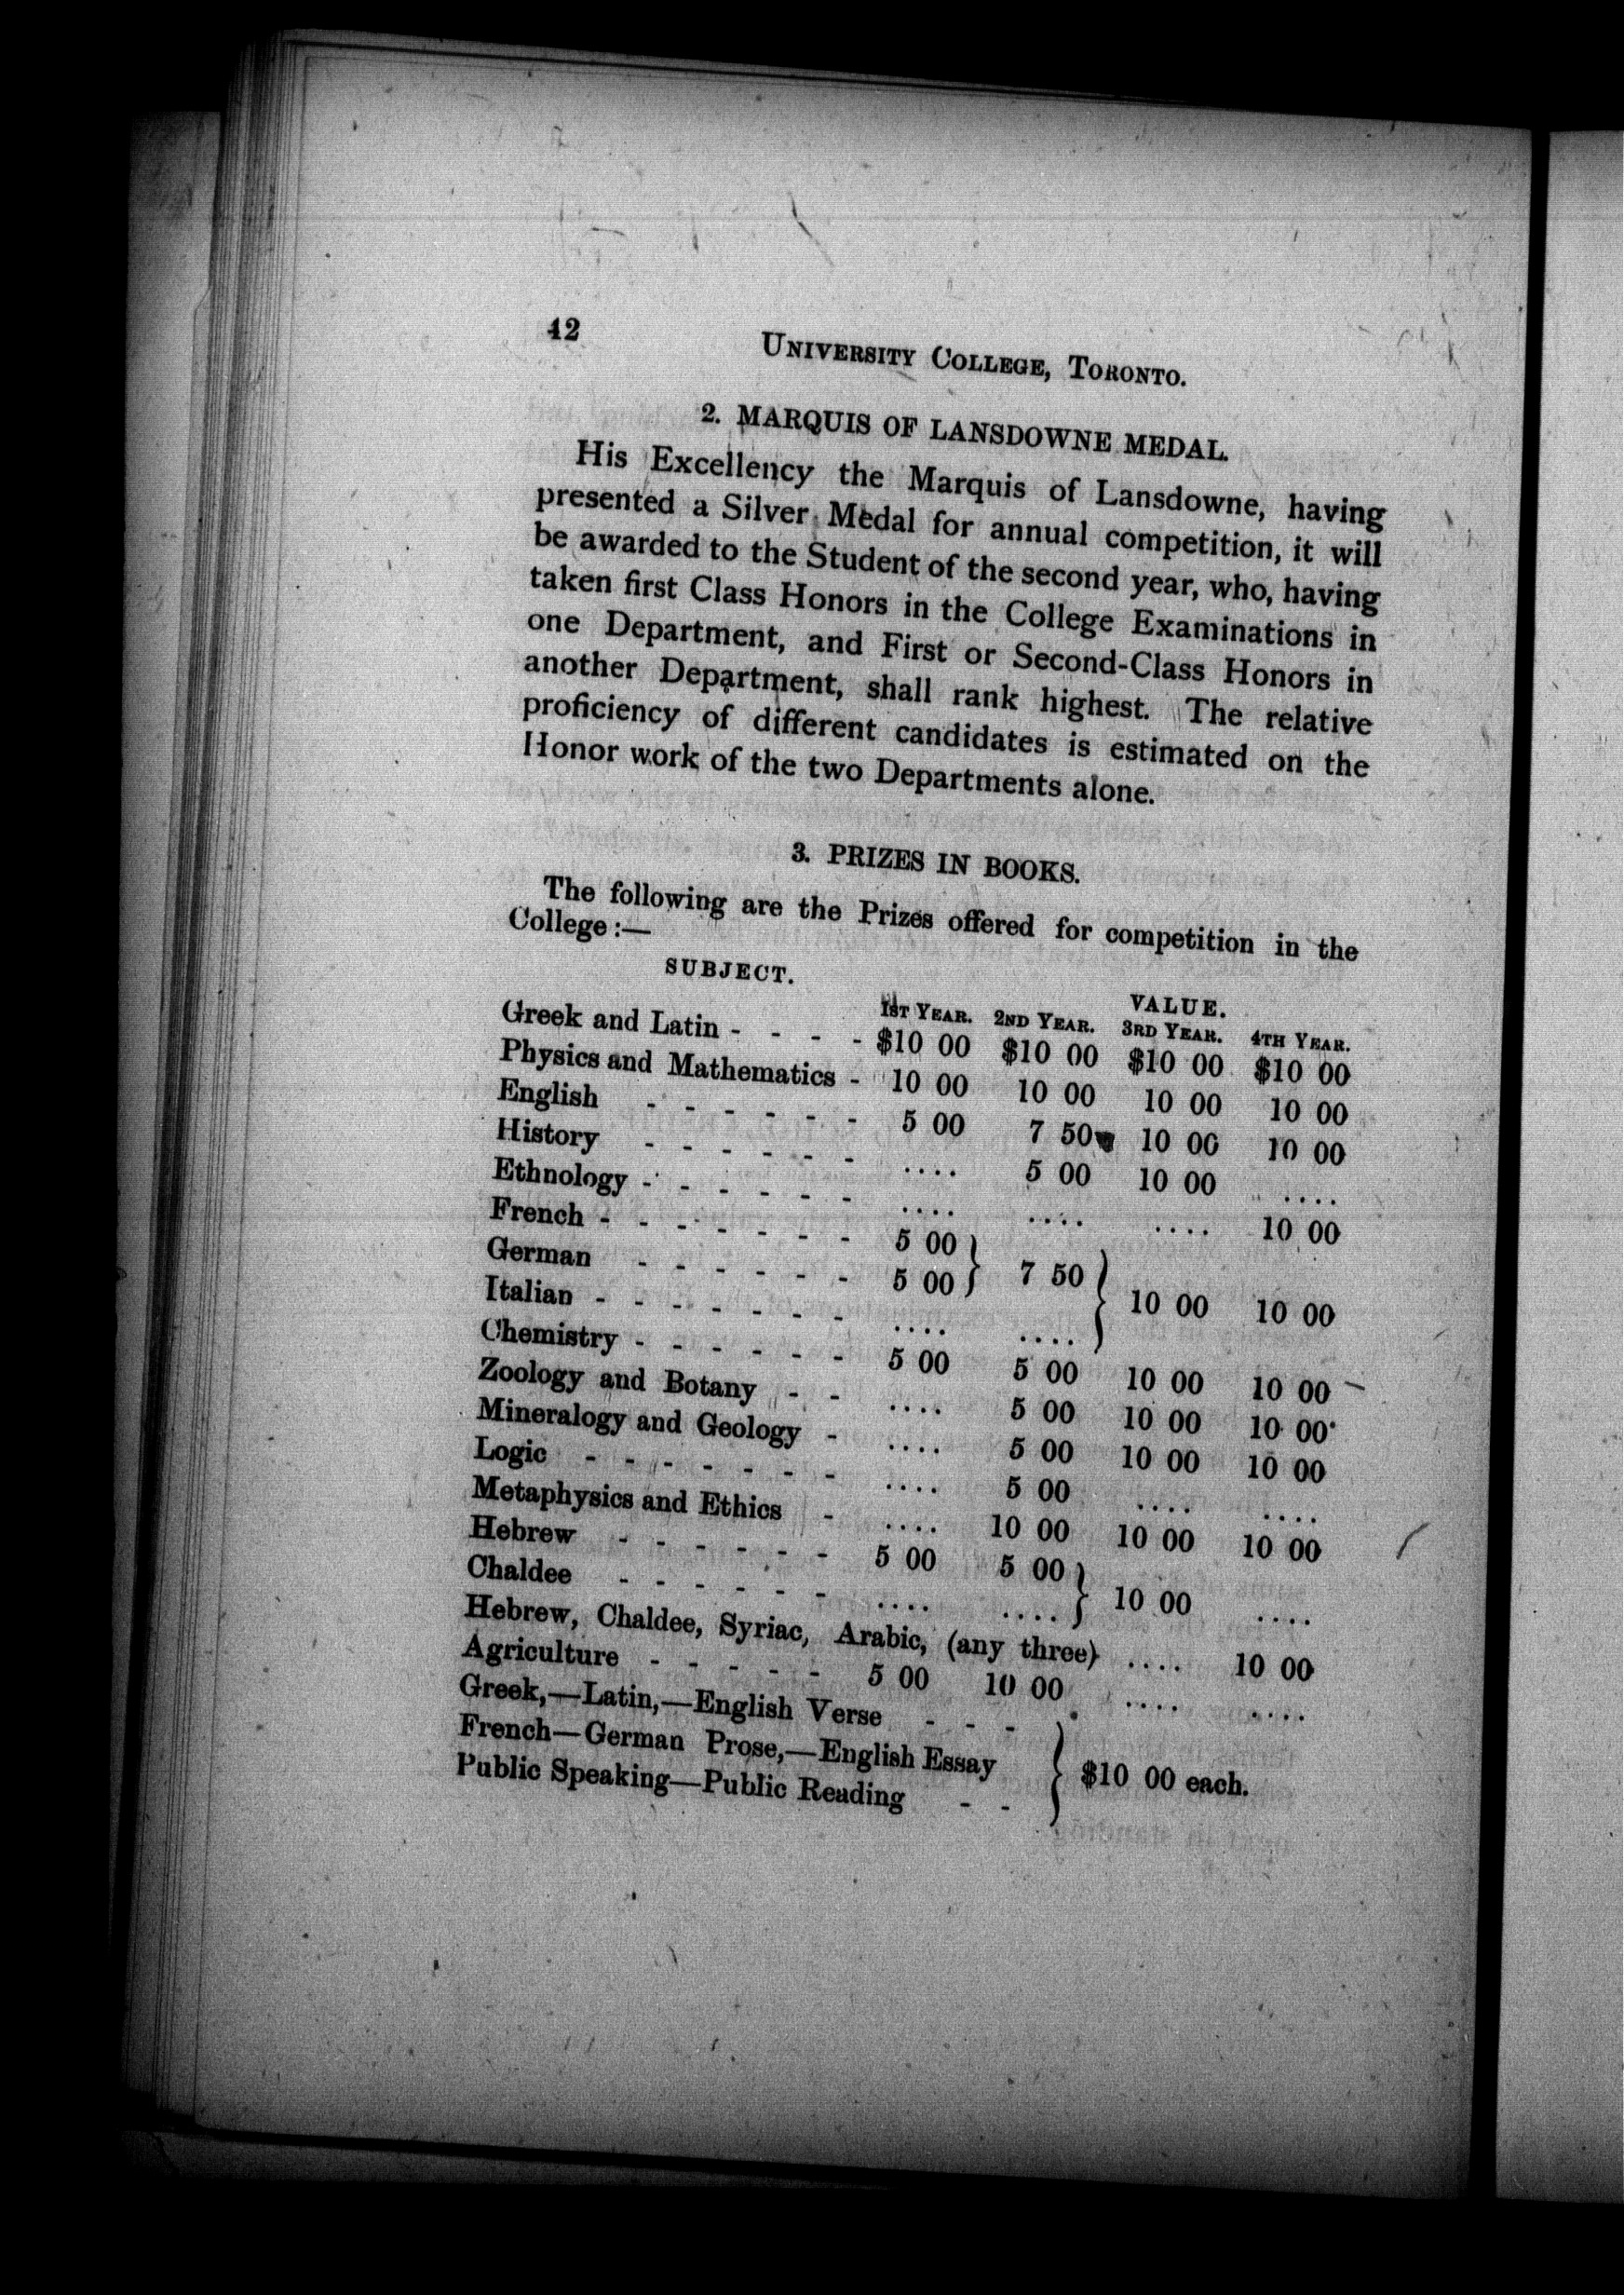 42
UNIVERSITY COLLEGE, TORONTO.
2. MARQUIS OF LANSDOWNE MEDAL.
His Excellency the Marquis of Lansdowne, having
presented a Silver Medal for annual competition, it will
be awarded to the Student of the second year, who, having
taken first Class Honors in the College Examinations in
one Department, and First or Second-Class Honors in
another Department, shall rank highest. The relative
proficiency of different candidates is estimated on the
Honor work of the two Departments alone.
3. PRIZES IN BOOKS.
The following are the Prizes offered for competition in the
College :—
SUBJECT. VALUE.
1ST YEAR. 2ND YEAR. 3RD YEAR. 4TH YEAR.
Greek and Latin - - - - $10 00 $10 00 $10 00 $10 00
Physics and Mathematics - 10 00 10 00 10 00 10 00
English - - - - - - 5 00 7 50 10 00 10 00
History - - - - - - .... 5 00 10 00 ....
Ethnology - - - - - - .... .... .... 10 00
French - - - - - - - 5 00 }
German - - - - - - 5 00 } 7 50 }
Italian - - - - - - - .... .... } 10 00 10 00
Chemistry - - - - - - 5 00 5 00 10 00 10 00
Zoology and Botany - - .... 5 00 10 00 10 00
Mineralogy and Geology - .... 5 00 10 00 10 00
Logic - - - - - - - .... 5 00 .... ....
Metaphysics and Ethics - .... 10 00 10 00 10 00
Hebrew - - - - - - 5 00 5 00 }
Chaldee - - - - - - .... .... } 10 00 ....
Hebrew, Chaldee, Syriac, Arabic, (any three) .... 10 00
Agriculture - - - - - 5 00 10 00 .... ....
Greek,—Latin,—English Verse - - -
French—German Prose,—English Essay } $10 00 each.
Public Speaking—Public Reading - -